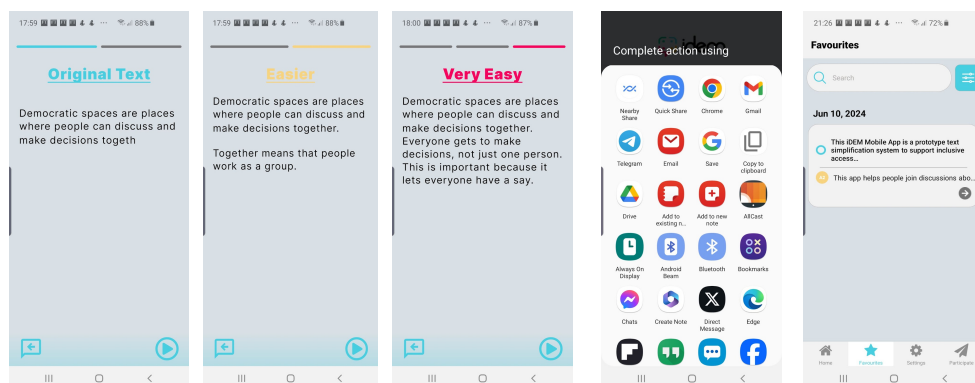 17:59 88%
Original Text
Democratic spaces are places
where people can discuss and
make decisions togeth
17:59 88%
Easier
Democratic spaces are places
where people can discuss and
make decisions together.
Together means that people
work as a group.
18:00 87%
Very Easy
Democratic spaces are places
where people can discuss and
make decisions together.
Everyone gets to make
decisions, not just one person.
This is important because it
lets everyone have a say.
idem
Complete action using
Nearby
Share
Quick Share
Chrome
Gmail
Telegram
Email
Save
Copy to
clipboard
Drive
Add to
existing n...
Add to new
note
AllCast
Always On
Display
Android
Beam
Bluetooth
Bookmarks
Chats
Create Note
Direct
Message
Edge
21:26 72%
Favourites
Search
Jun 10, 2024
This iDEM Mobile App is a prototype text
simplification system to support inclusive
access...
This app helps people join discussions abo...
Home
Favourites
Settings
Participate